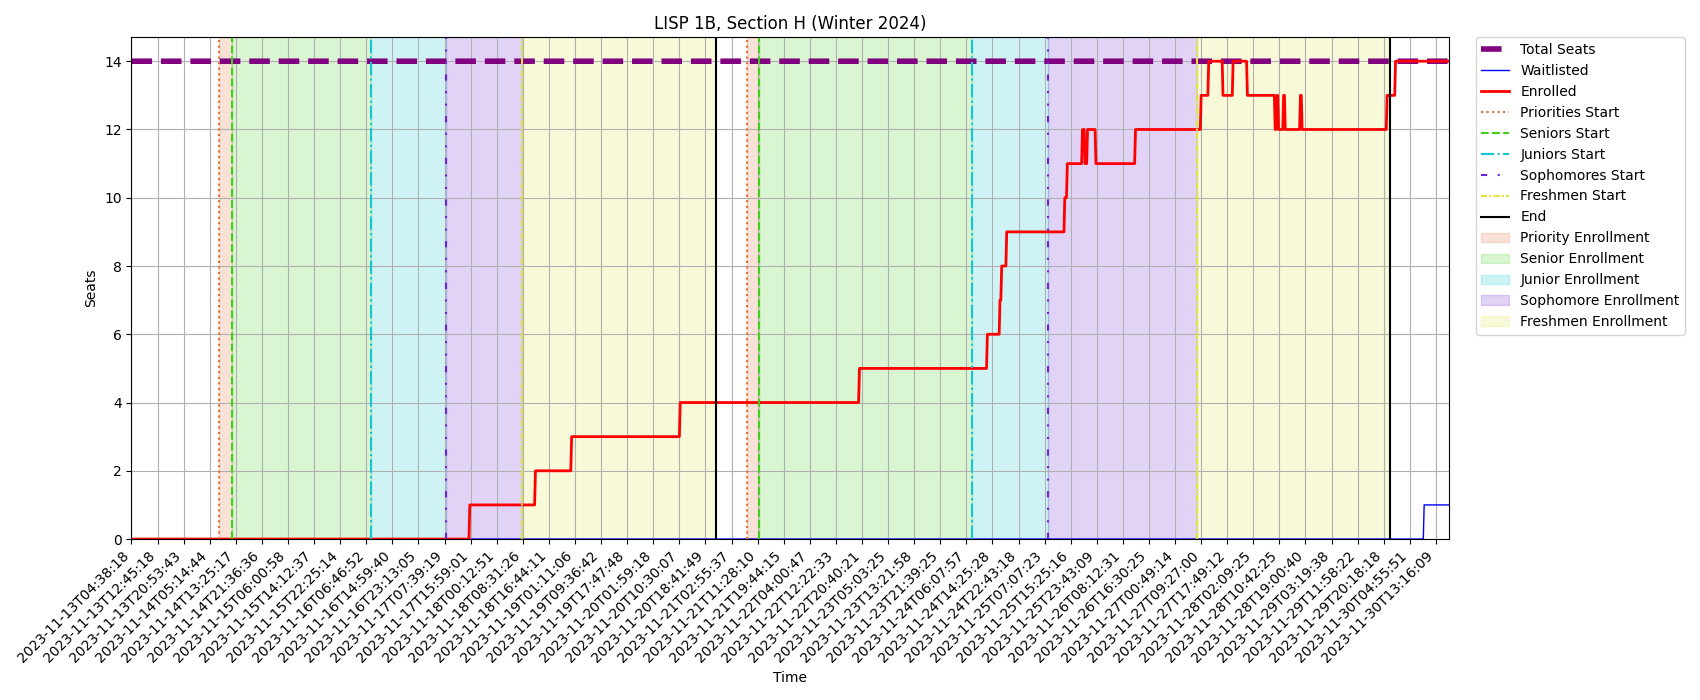 LISP 1B, Section H (Winter 2024)
Total Seats
Waitlisted
Enrolled
Priorities Start
Seniors Start
Juniors Start
Sophomores Start
Freshmen Start
End
Priority Enrollment
Senior Enrollment
Junior Enrollment
Sophomore Enrollment
Freshmen Enrollment
Seats
14
12
10
8
6
4
2
0
2023-11-13T04:38:18
2023-11-13T12:45:18
2023-11-13T20:53:43
2023-11-14T05:14:44
2023-11-14T13:25:17
2023-11-14T21:36:36
2023-11-15T06:00:58
2023-11-15T14:12:37
2023-11-15T22:25:14
2023-11-16T06:46:52
2023-11-16T14:59:40
2023-11-16T23:13:05
2023-11-17T07:39:19
2023-11-17T15:59:01
2023-11-18T00:12:51
2023-11-18T08:31:26
2023-11-18T16:44:11
2023-11-19T01:11:06
2023-11-19T09:36:42
2023-11-19T17:47:48
2023-11-20T01:59:18
2023-11-20T10:30:07
2023-11-20T18:41:49
2023-11-21T02:55:37
2023-11-21T11:28:10
2023-11-21T19:44:15
2023-11-22T04:00:47
2023-11-22T12:22:33
2023-11-22T20:40:21
2023-11-23T05:03:25
2023-11-23T13:21:58
2023-11-23T21:39:25
2023-11-24T06:07:57
2023-11-24T14:25:28
2023-11-24T22:43:18
2023-11-25T07:07:23
2023-11-25T15:25:16
2023-11-25T23:43:09
2023-11-26T08:12:31
2023-11-26T16:30:25
2023-11-27T00:49:14
2023-11-27T09:27:00
2023-11-27T17:49:12
2023-11-28T02:09:25
2023-11-28T10:42:25
2023-11-28T19:00:40
2023-11-29T03:19:38
2023-11-29T11:58:22
2023-11-29T20:18:18
2023-11-30T04:55:51
2023-11-30T13:16:09
Time